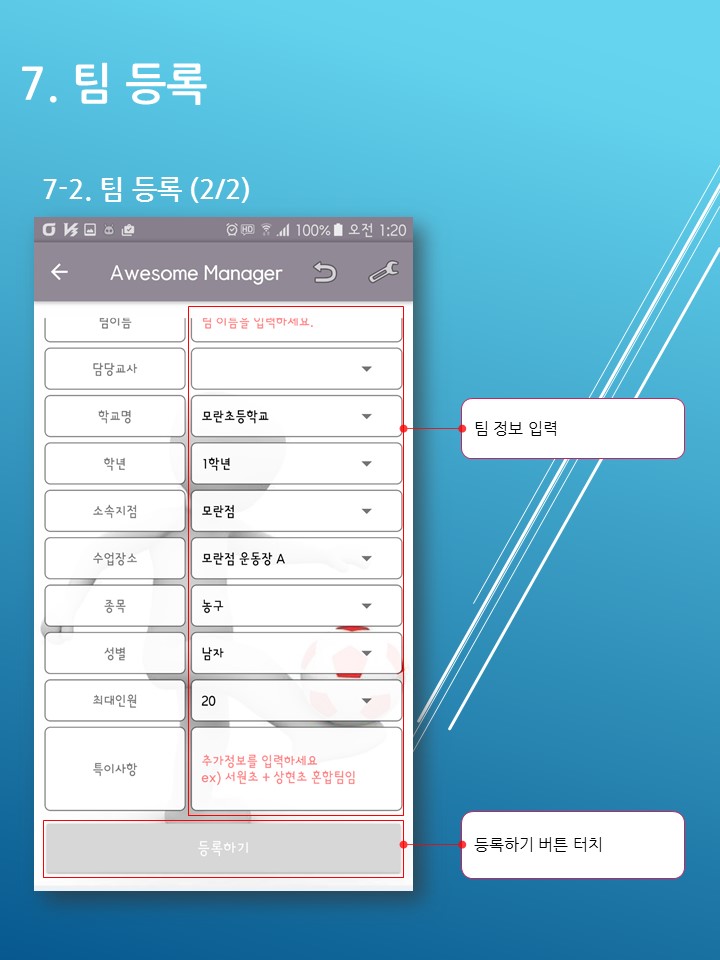 7. 팀 등록
7-2. 팀 등록 (2/2)
HD 100% 오전 1:20
Awesome Manager
팀이름
팀 이름을 입력하세요.
담당교사
학교명
모란초등학교
학년
1학년
소속지점
모란점
수업장소
모란점 운동장 A
종목
농구
성별
남자
최대인원
20
특이사항
추가정보를 입력하세요
ex) 서원초 + 상현초 혼합팀임
등록하기
팀 정보 입력
등록하기 버튼 터치